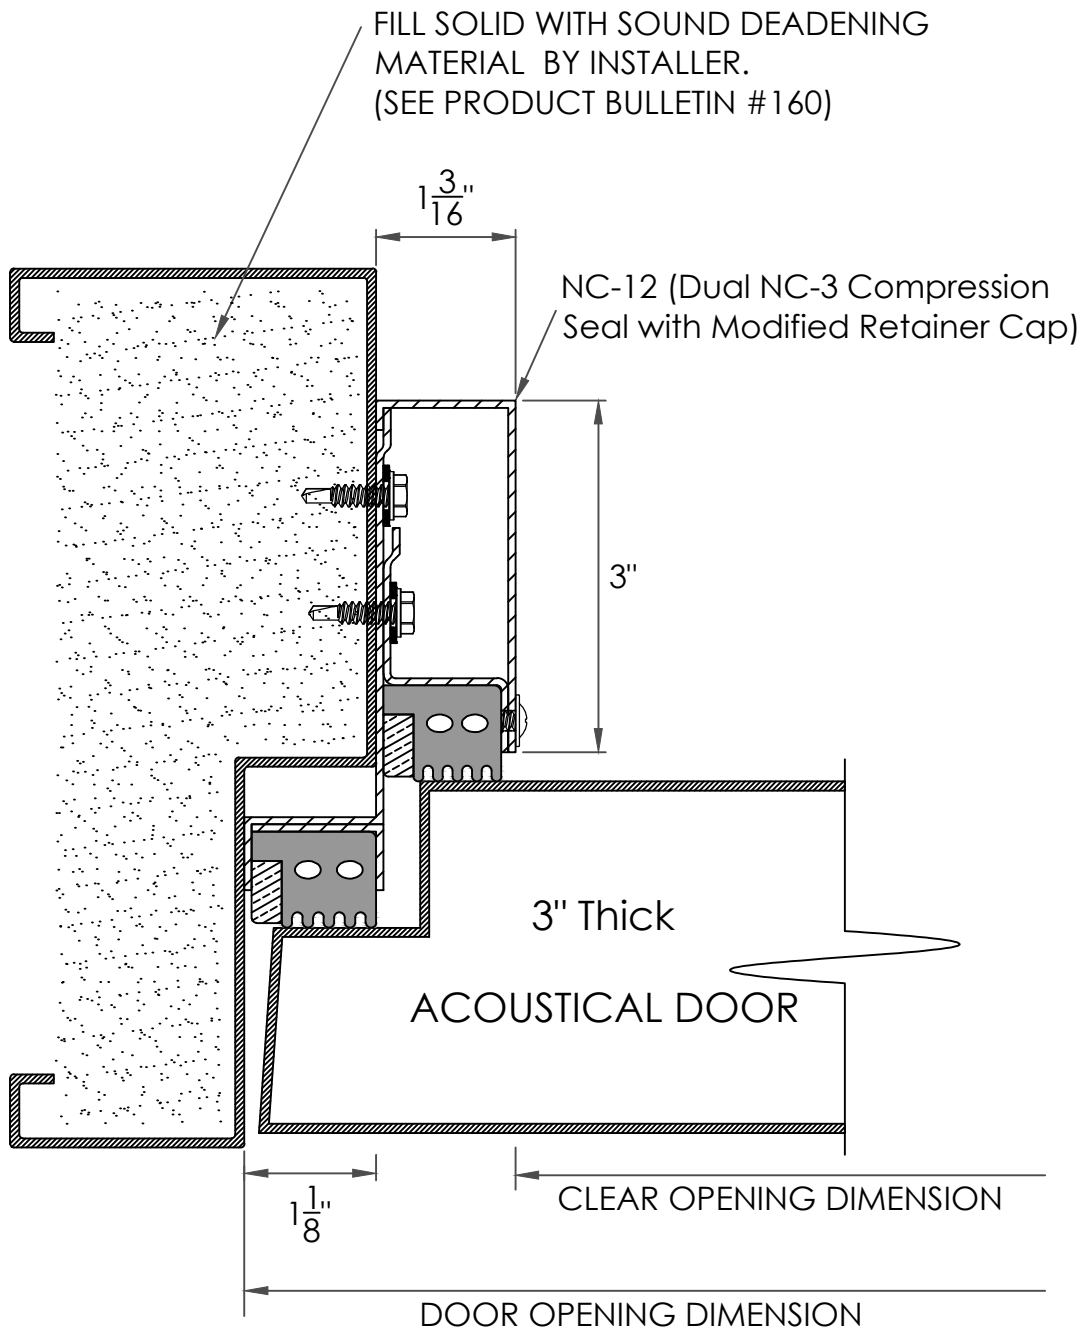 FILL SOLID WITH SOUND DEADENING
MATERIAL BY INSTALLER.
(SEE PRODUCT BULLETIN #160)
1 3/16"
NC-12 (Dual NC-3 Compression
Seal with Modified Retainer Cap)
3"
3" Thick
ACOUSTICAL DOOR
CLEAR OPENING DIMENSION
1 1/8"
DOOR OPENING DIMENSION